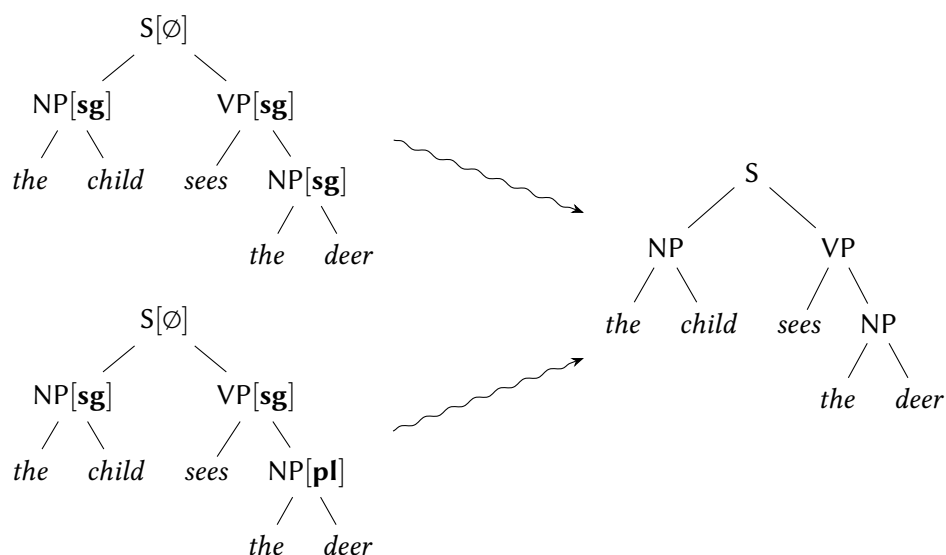 S[∅]
NP[sg] VP[sg]
the child sees NP[sg]
the deer
S[∅]
NP[sg] VP[sg]
the child sees NP[pl]
the deer
S
NP VP
the child sees NP
the deer